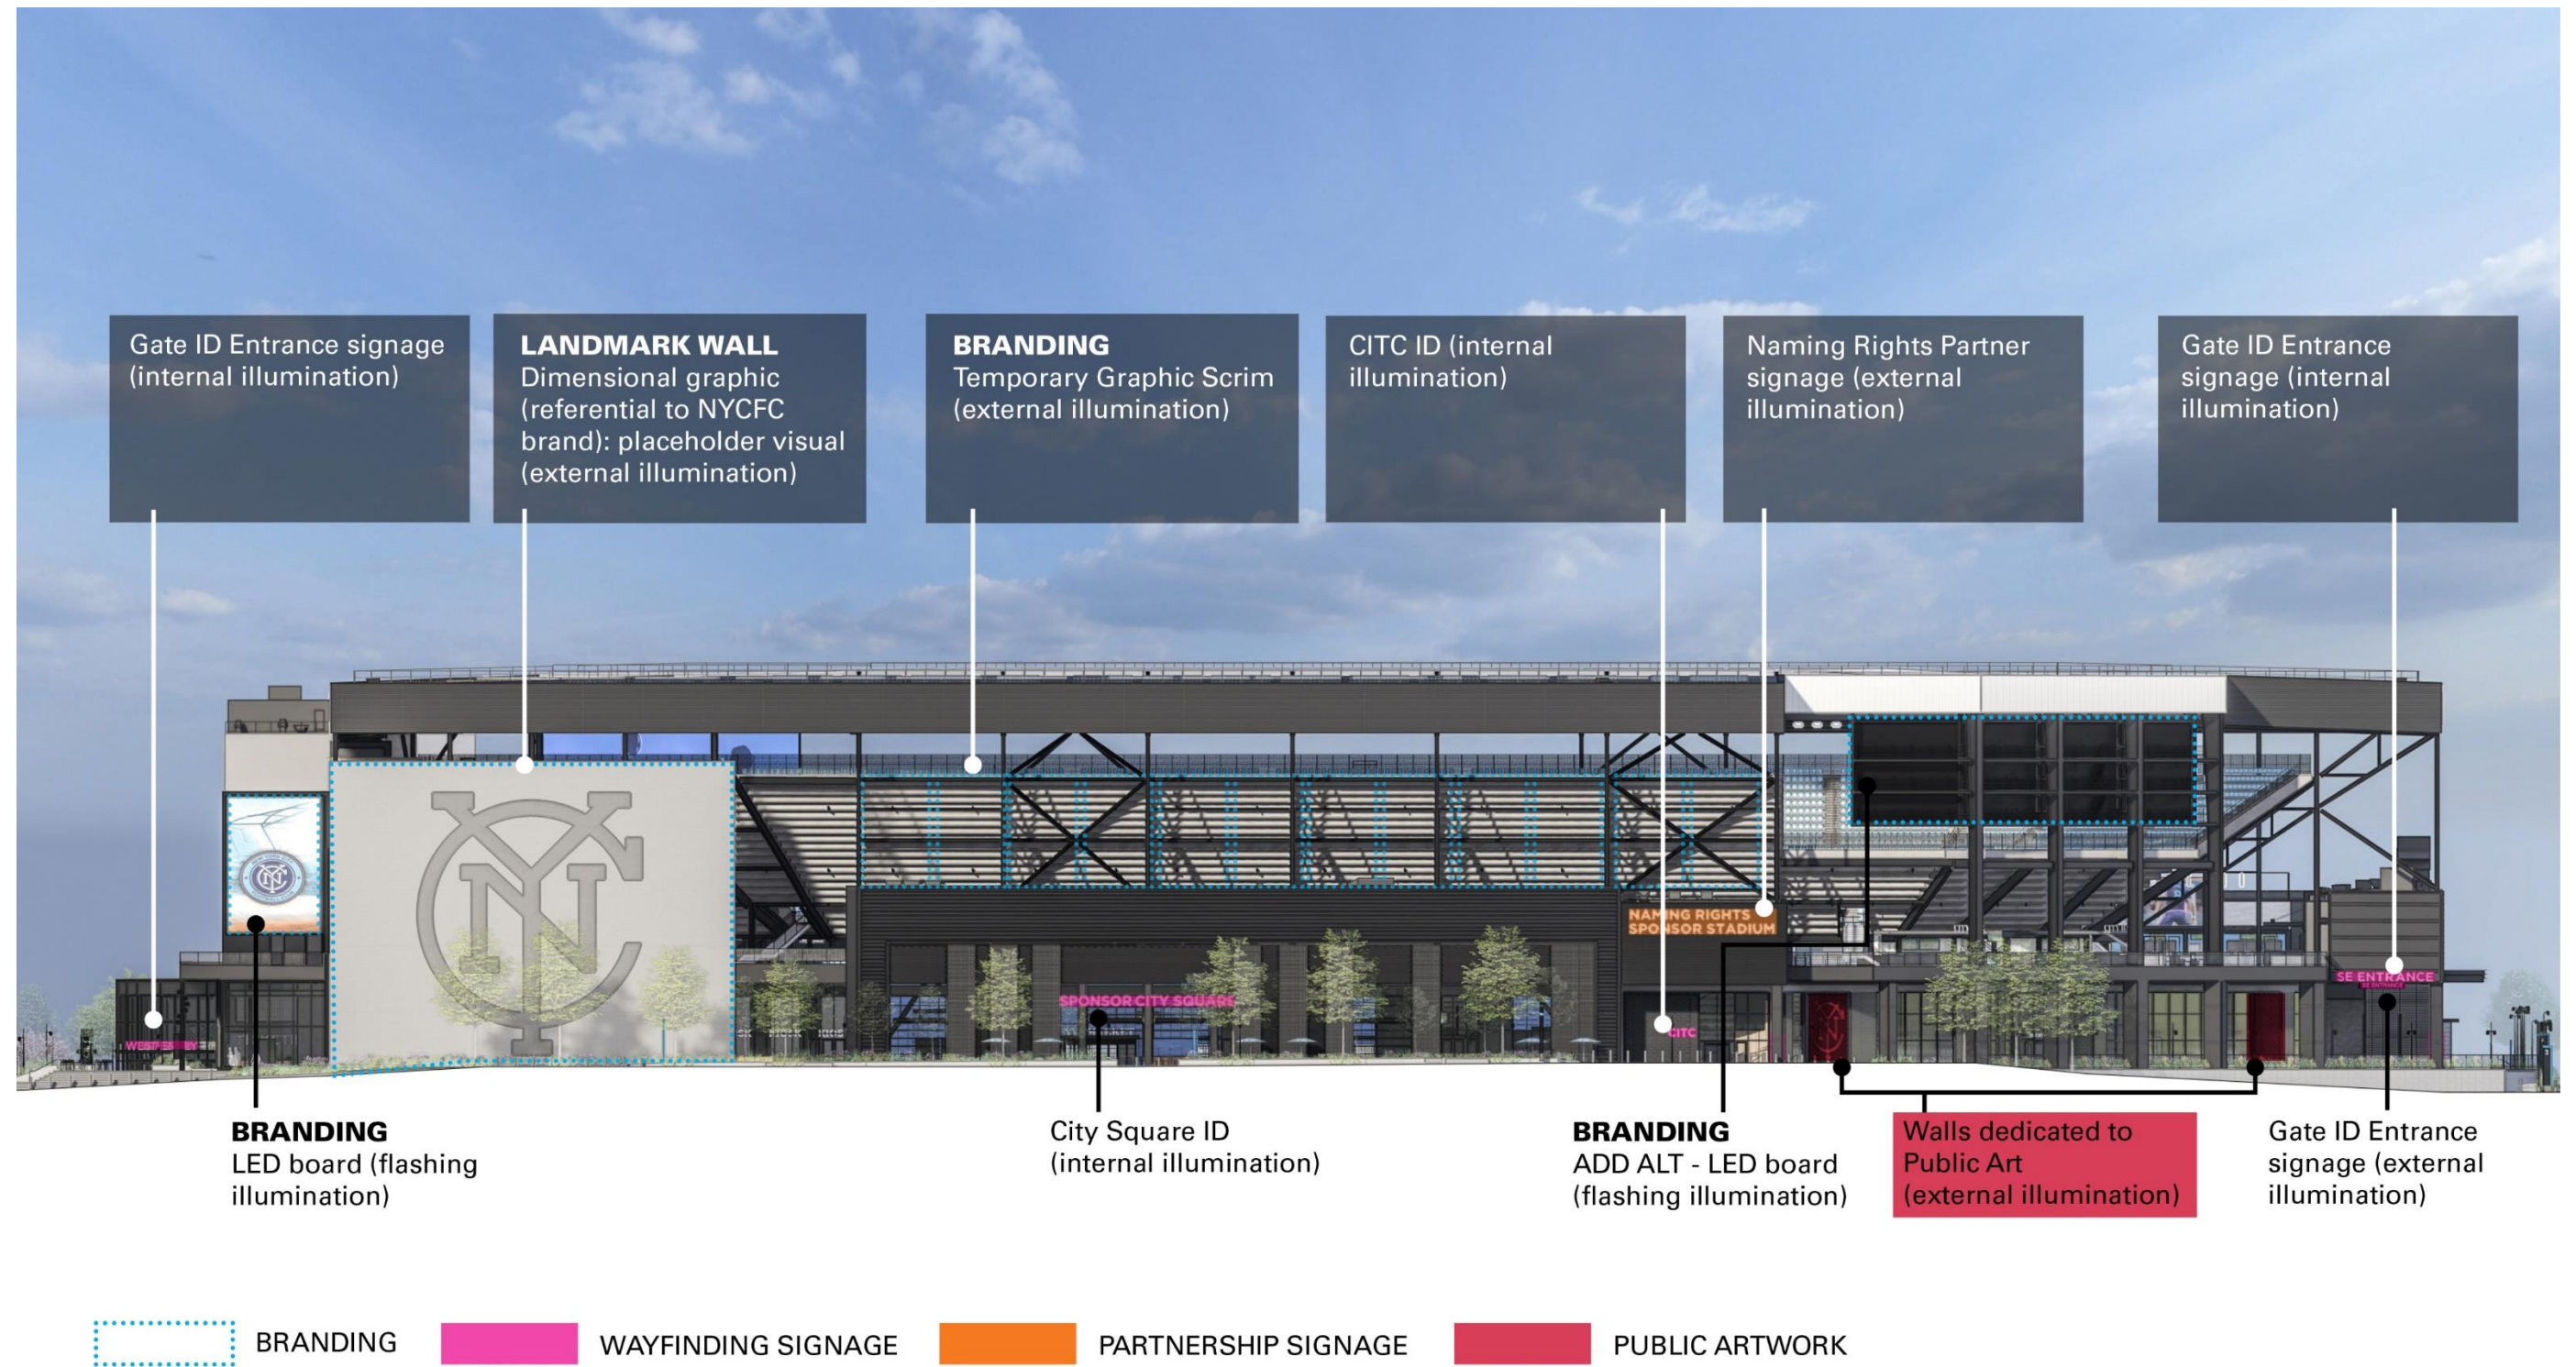 Gate ID Entrance signage
(internal illumination)
LANDMARK WALL
Dimensional graphic
(referential to NYCFC
brand): placeholder visual
(external illumination)
BRANDING
Temporary Graphic Scrim
(external illumination)
CITC ID (internal
illumination)
Naming Rights Partner
signage (external
illumination)
Gate ID Entrance
signage (internal
illumination)
NYC
NYC
NAMING RIGHTS
SPONSOR STADIUM
SE ENTRANCE
SE ENTRANCE
SPONSOR CITY SQUARE
CITC
BRANDING
LED board (flashing
illumination)
City Square ID
(internal illumination)
BRANDING
ADD ALT - LED board
(flashing illumination)
Walls dedicated to
Public Art
(external illumination)
Gate ID Entrance
signage (external
illumination)
BRANDING
WAYFINDING SIGNAGE
PARTNERSHIP SIGNAGE
PUBLIC ARTWORK